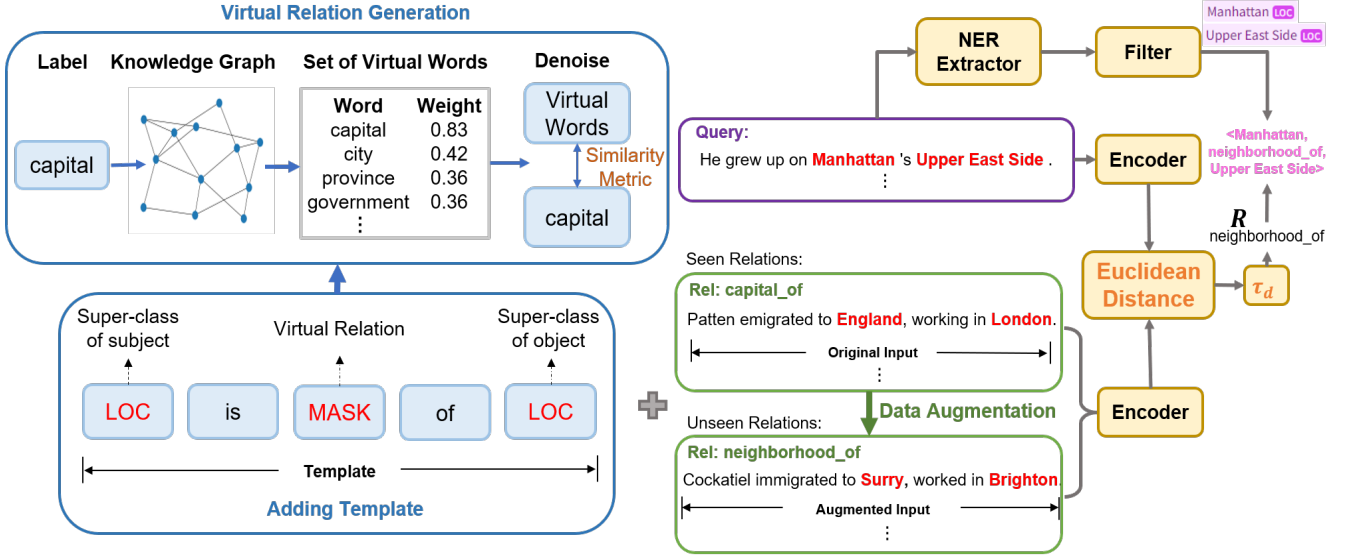 Virtual Relation Generation
Label
Knowledge Graph
Set of Virtual Words
Denoise
capital
Word Weight
capital 0.83
city 0.42
province 0.36
government 0.36
⋮
Virtual
Words
Similarity
Metric
capital
Super-class
of subject
Virtual Relation
Super-class
of object
LOC
is
MASK
of
LOC
Template
Adding Template
NER
Extractor
Filter
Manhattan LOC
Upper East Side LOC
Query:
He grew up on Manhattan 's Upper East Side .
⋮
Encoder
<Manhattan,
neighborhood_of,
Upper East Side>
R
neighborhood_of
Euclidean
Distance
τd
Seen Relations:
Rel: capital_of
Patten emigrated to England, working in London.
Original Input
⋮
Data Augmentation
Unseen Relations:
Rel: neighborhood_of
Cockatiel immigrated to Surry, worked in Brighton.
Augmented Input
⋮
Encoder